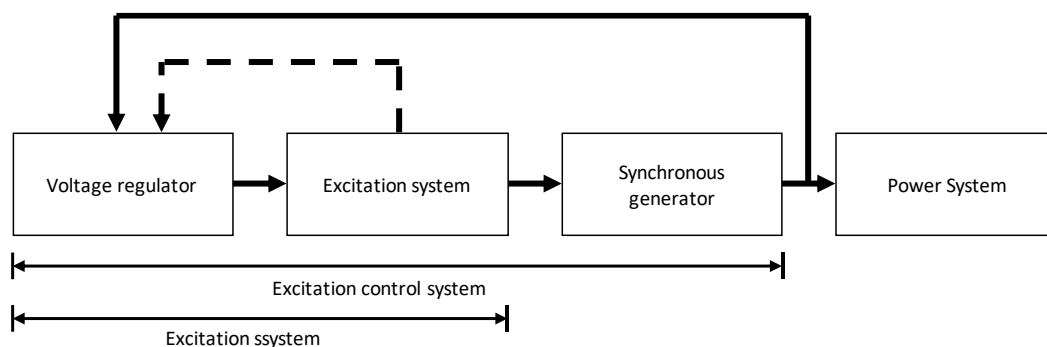 Voltage regulator
Excitation system
Synchronous
generator
Power System
Excitation control system
Excitation ssystem